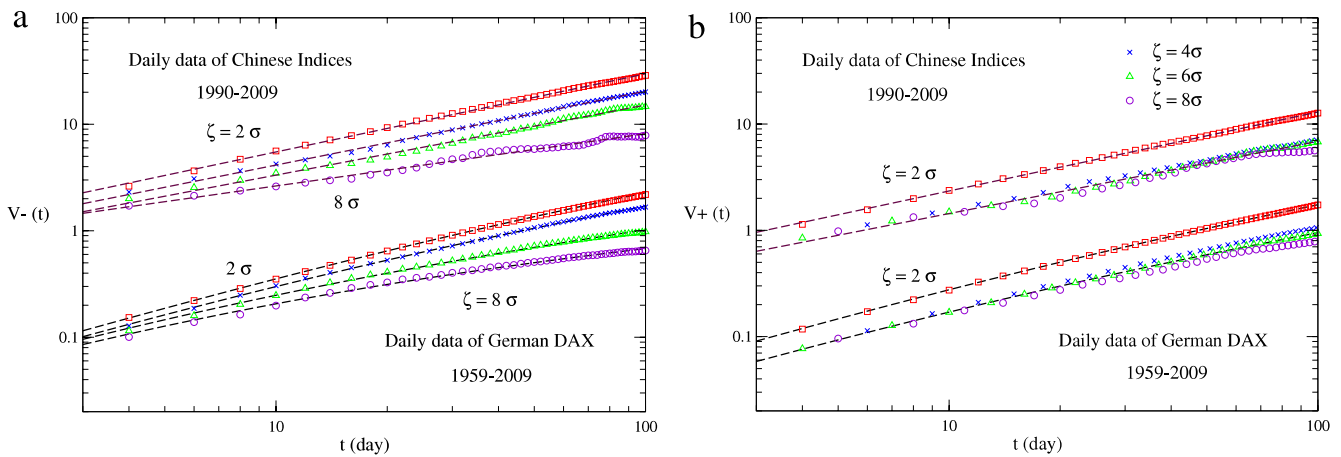 a
100
10
1
0.1
V- (t)
Daily data of Chinese Indices
1990-2009
ζ = 2 σ
8 σ
2 σ
ζ = 8 σ
Daily data of German DAX
1959-2009
10
100
t (day)
b
100
10
1
0.1
V+ (t)
Daily data of Chinese Indices
1990-2009
ζ = 4σ
ζ = 6σ
ζ = 8σ
ζ = 2 σ
ζ = 2 σ
Daily data of German DAX
1959-2009
10
100
t (day)